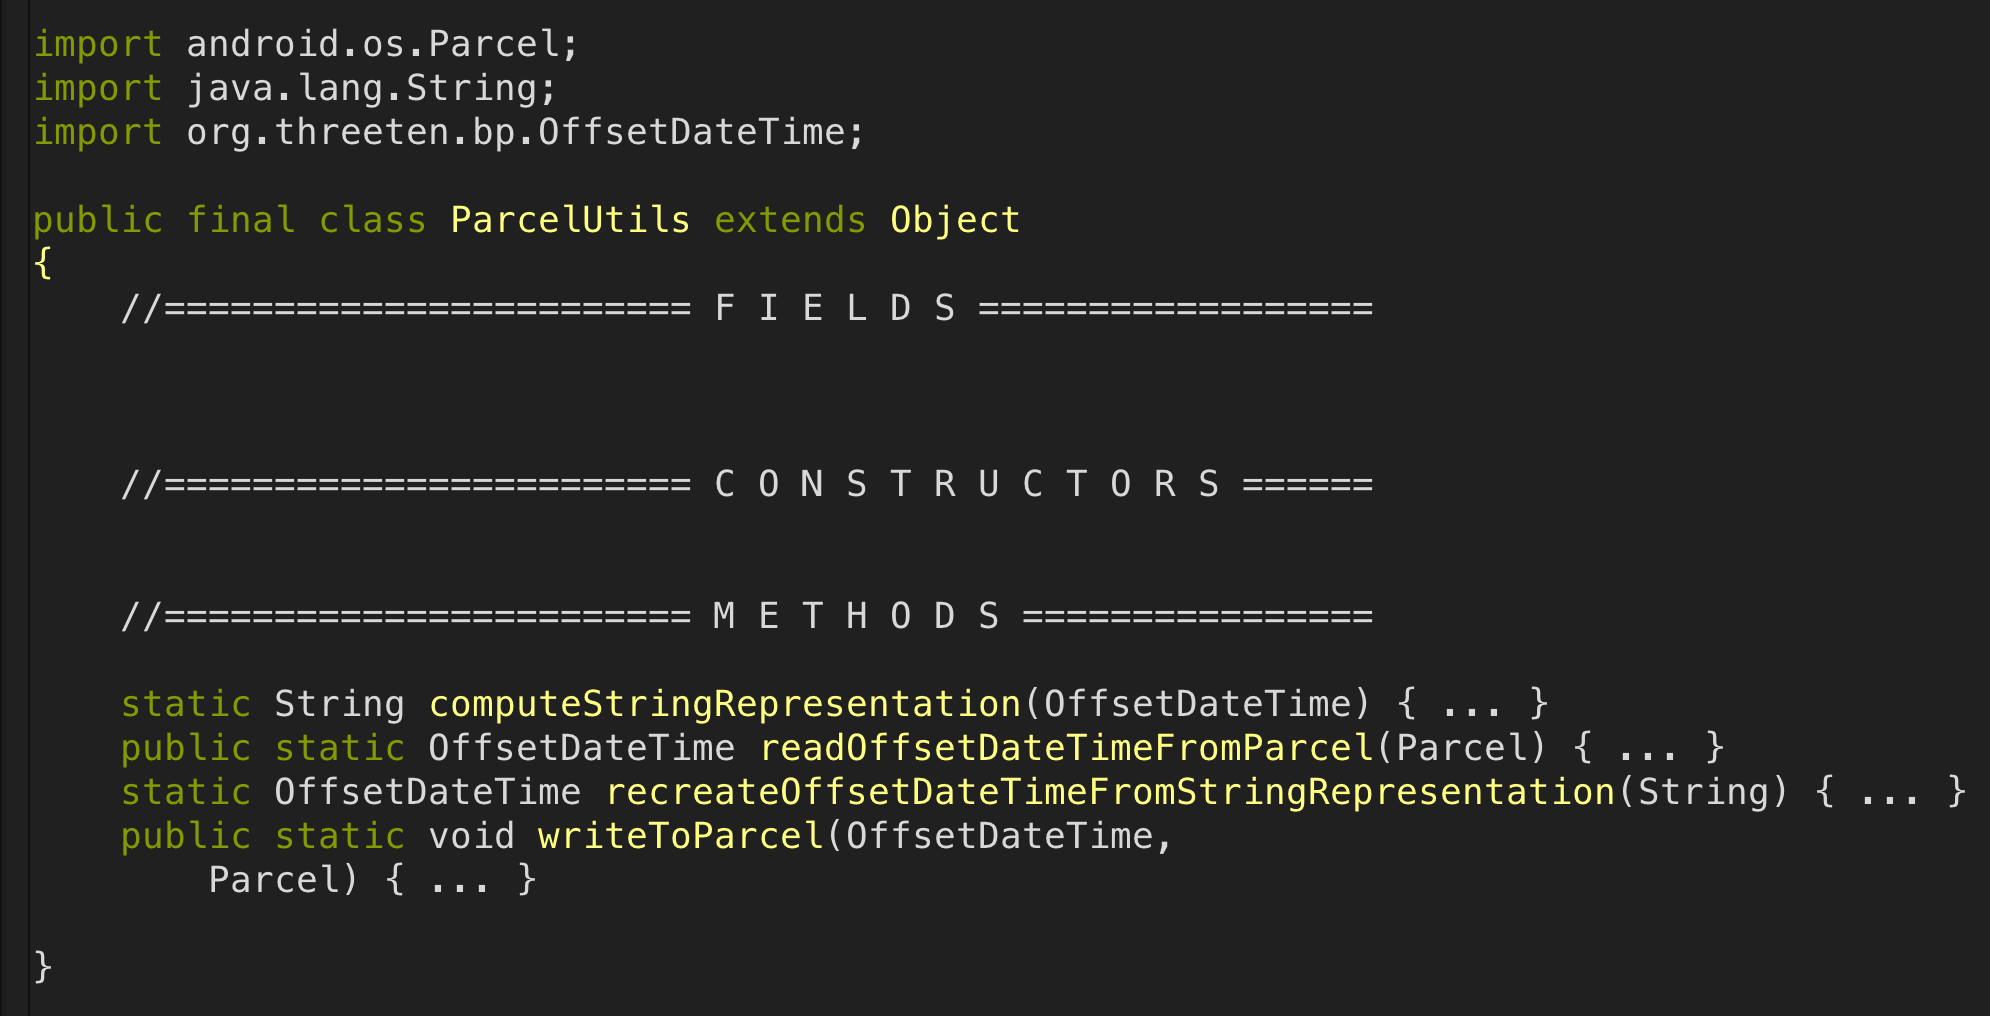 import android.os.Parcel;
import java.lang.String;
import org.threeten.bp.OffsetDateTime;
public final class ParcelUtils extends Object
{
//======================== F I E L D S ==================
//======================== C O N S T R U C T O R S ======
//======================== M E T H O D S ================
static String computeStringRepresentation(OffsetDateTime) { ... }
public static OffsetDateTime readOffsetDateTimeFromParcel(Parcel) { ... }
static OffsetDateTime recreateOffsetDateTimeFromStringRepresentation(String) { ... }
public static void writeToParcel(OffsetDateTime,
Parcel) { ... }
}